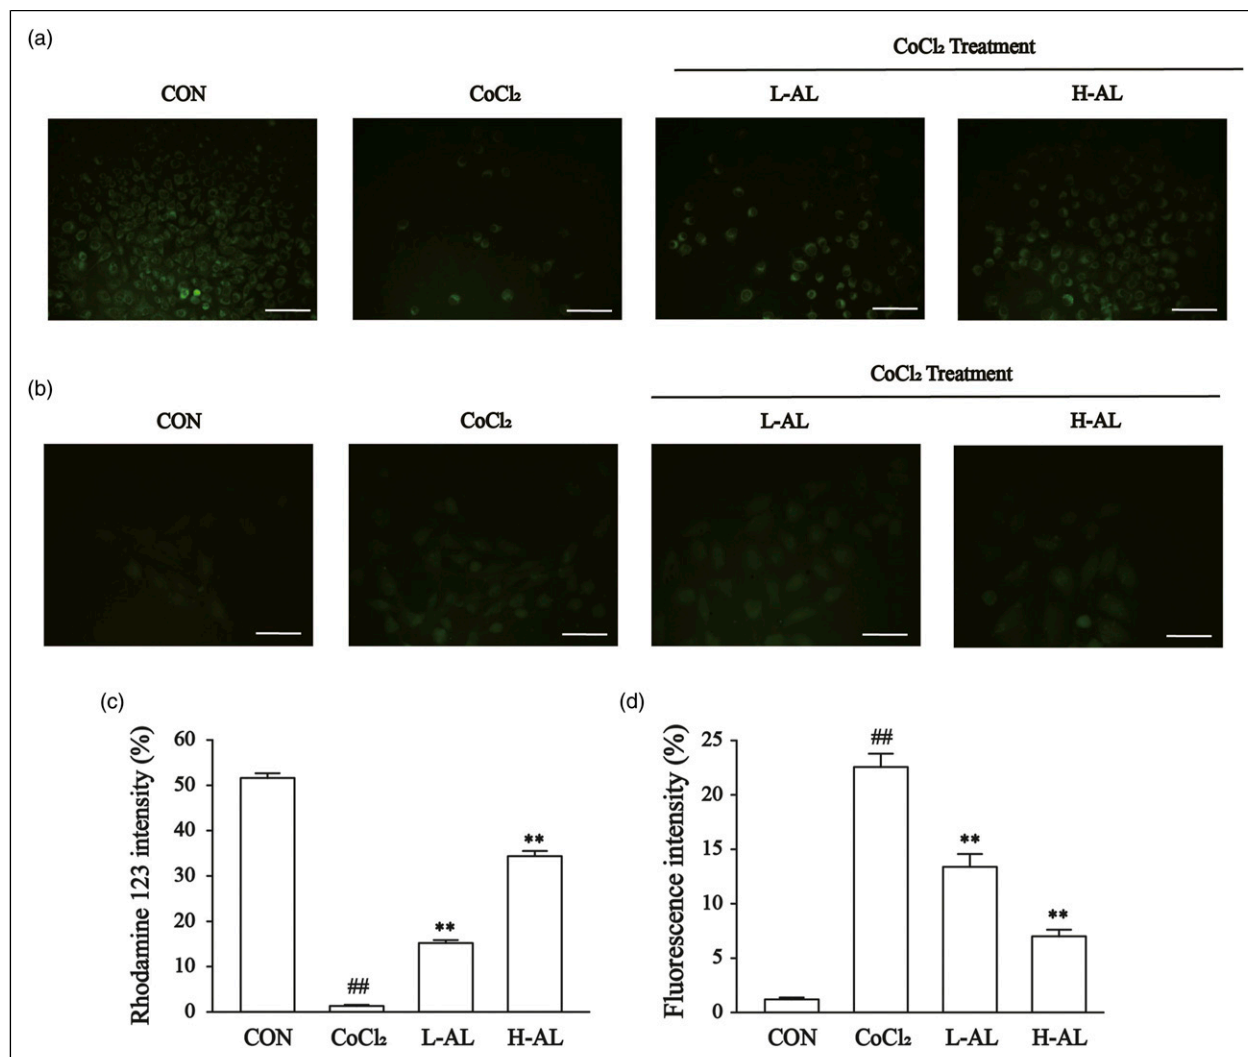 (a)
CoCl₂ Treatment
CON
CoCl₂
L-AL
H-AL
(b)
CoCl₂ Treatment
CON
CoCl₂
L-AL
H-AL
(c)
Rhodamine 123 intensity (%)
60
50
40
30
20
10
0
##
**
**
CON
CoCl₂
L-AL
H-AL
(d)
Fluorescence intensity (%)
25
20
15
10
5
0
##
**
**
CON
CoCl₂
L-AL
H-AL